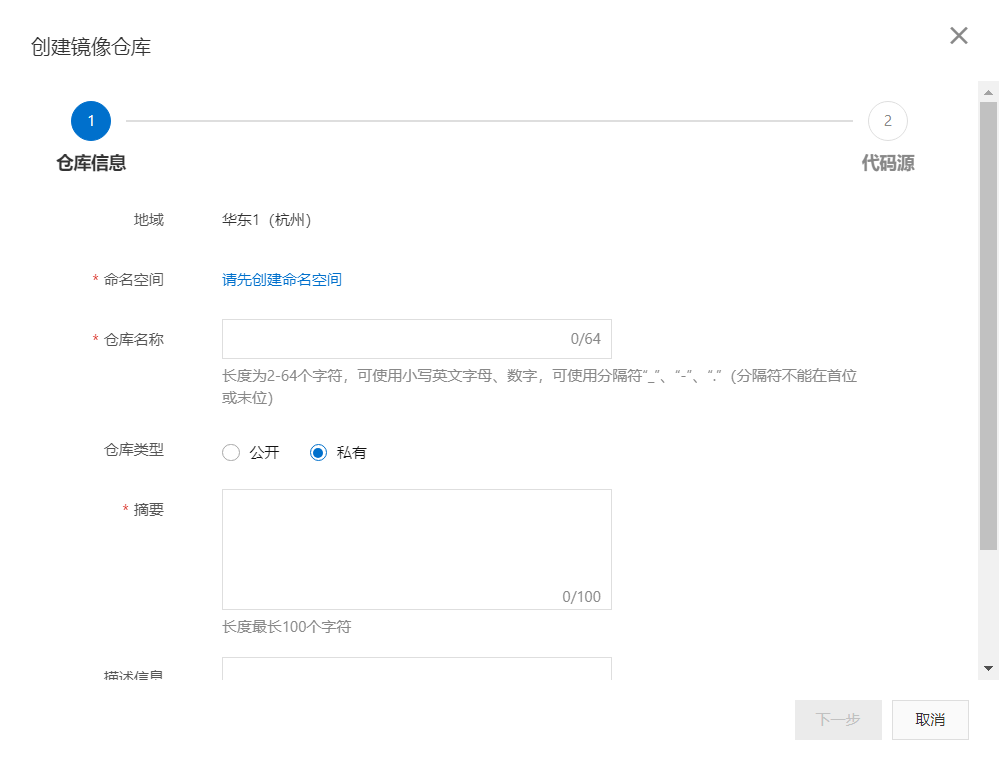 创建镜像仓库
1
2
仓库信息
代码源
地域
华东1（杭州）
* 命名空间
请先创建命名空间
* 仓库名称
0/64
长度为2-64个字符，可使用小写英文字母、数字，可使用分隔符“_”、“-”、“.”（分隔符不能在首位
或末位）
仓库类型
公开
私有
* 摘要
0/100
长度最长100个字符
描述信息
下一步
取消